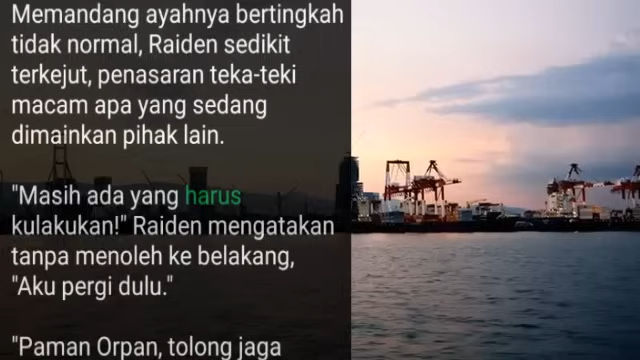 Memandang ayahnya bertingkah
tidak normal, Raiden sedikit
terkejut, penasaran teka-teki
macam apa yang sedang
dimainkan pihak lain.
"Masih ada yang harus
kulakukan!" Raiden mengatakan
tanpa menoleh ke belakang,
"Aku pergi dulu."
"Paman Orpan, tolong jaga